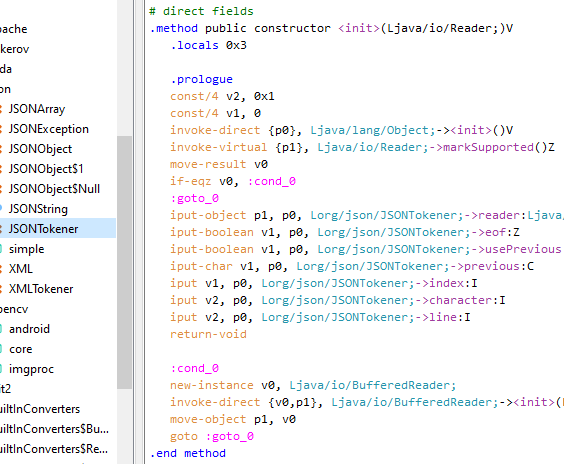 pache
kerov
da
on
JSONArray
JSONException
JSONObject
JSONObject$1
JSONObject$Null
JSONString
JSONTokener
simple
XML
XMLTokener
pencv
android
core
imgproc
it2
uiltInConverters
uiltInConverters$Bu...
uiltInConverters$Re...
# direct fields
.method public constructor <init>(Ljava/io/Reader;)V
.locals 0x3
.prologue
const/4 v2, 0x1
const/4 v1, 0
invoke-direct {p0}, Ljava/lang/Object;-><init>()V
invoke-virtual {p1}, Ljava/io/Reader;->markSupported()Z
move-result v0
if-eqz v0, :cond_0
:goto_0
iput-object p1, p0, Lorg/json/JSONTokener;->reader:Ljava/
iput-boolean v1, p0, Lorg/json/JSONTokener;->eof:Z
iput-boolean v1, p0, Lorg/json/JSONTokener;->usePrevious
iput-char v1, p0, Lorg/json/JSONTokener;->previous:C
iput v1, p0, Lorg/json/JSONTokener;->index:I
iput v2, p0, Lorg/json/JSONTokener;->character:I
iput v2, p0, Lorg/json/JSONTokener;->line:I
return-void
:cond_0
new-instance v0, Ljava/io/BufferedReader;
invoke-direct {v0,p1}, Ljava/io/BufferedReader;-><init>(
move-object p1, v0
goto :goto_0
.end method